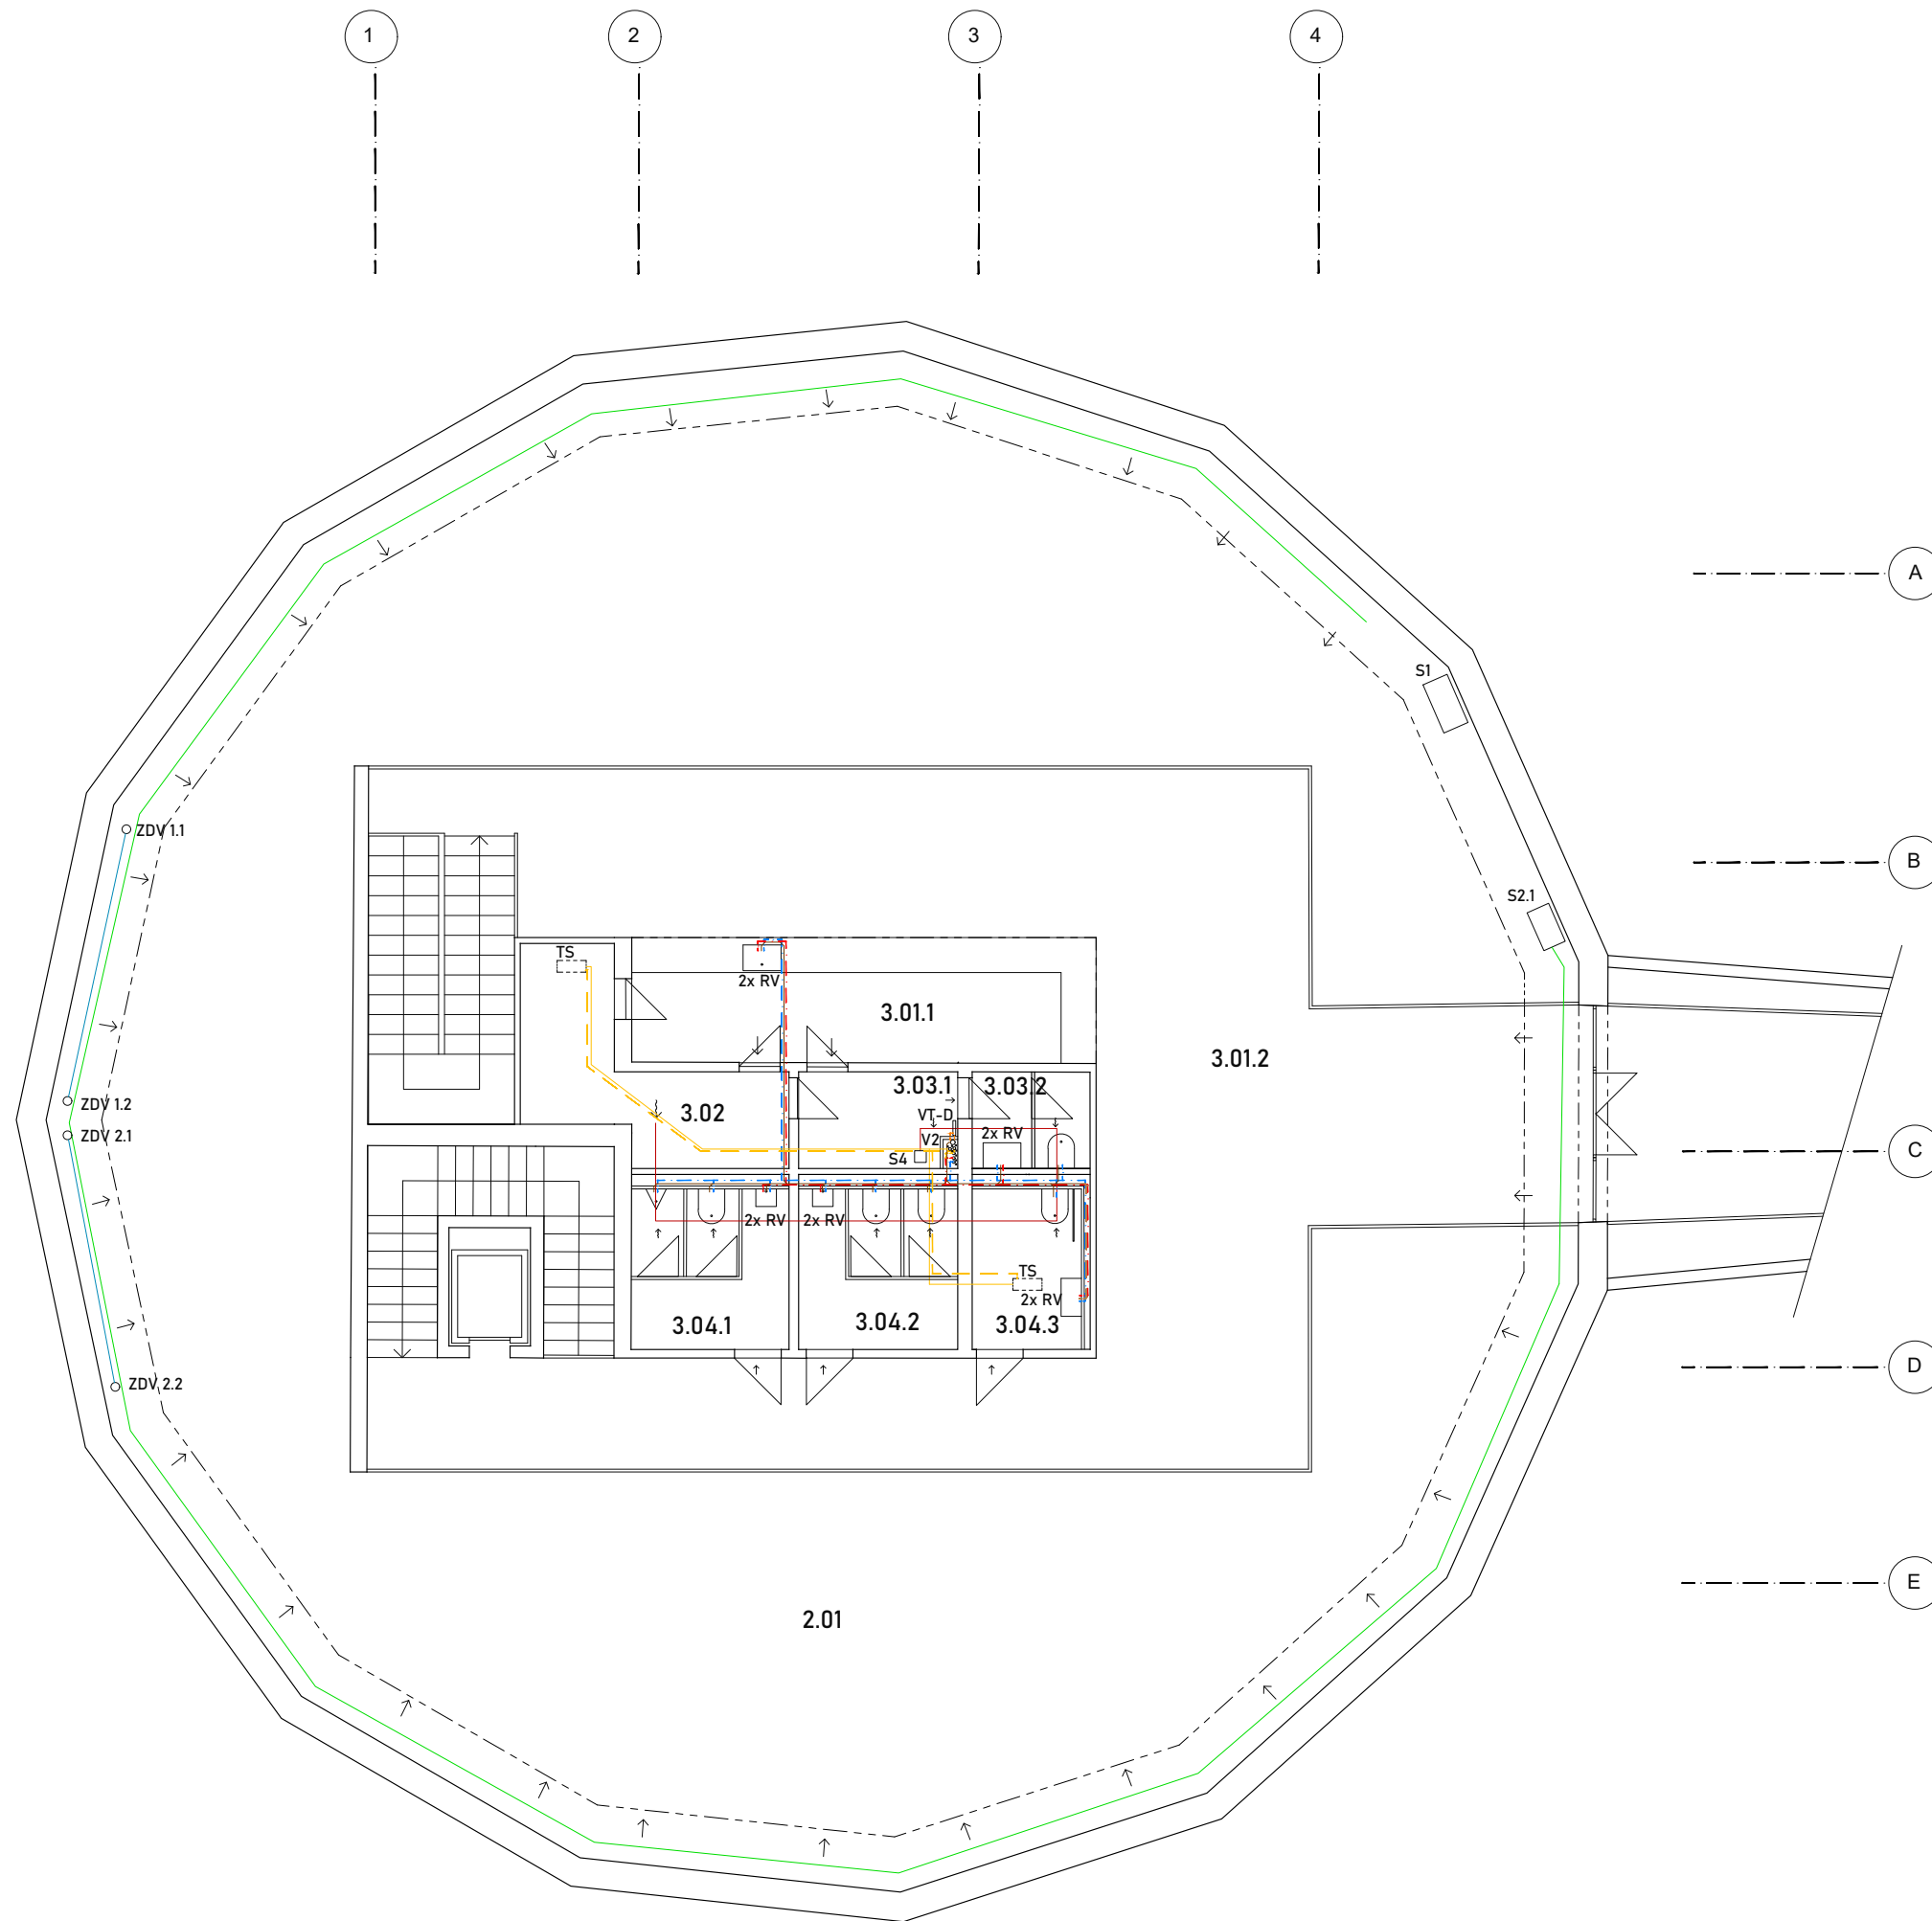 1
2
3
4
A
S1
ZDV 1.1
B
S2.1
TS
2x RV
3.01.1
3.01.2
3.03.1
3.03.2
ZDV 1.2
3.02
VT-D
ZDV 2.1
V2
2x RV
C
S4
2x RV
2x RV
TS
2x RV
3.04.1
3.04.2
3.04.3
D
ZDV 2.2
E
2.01